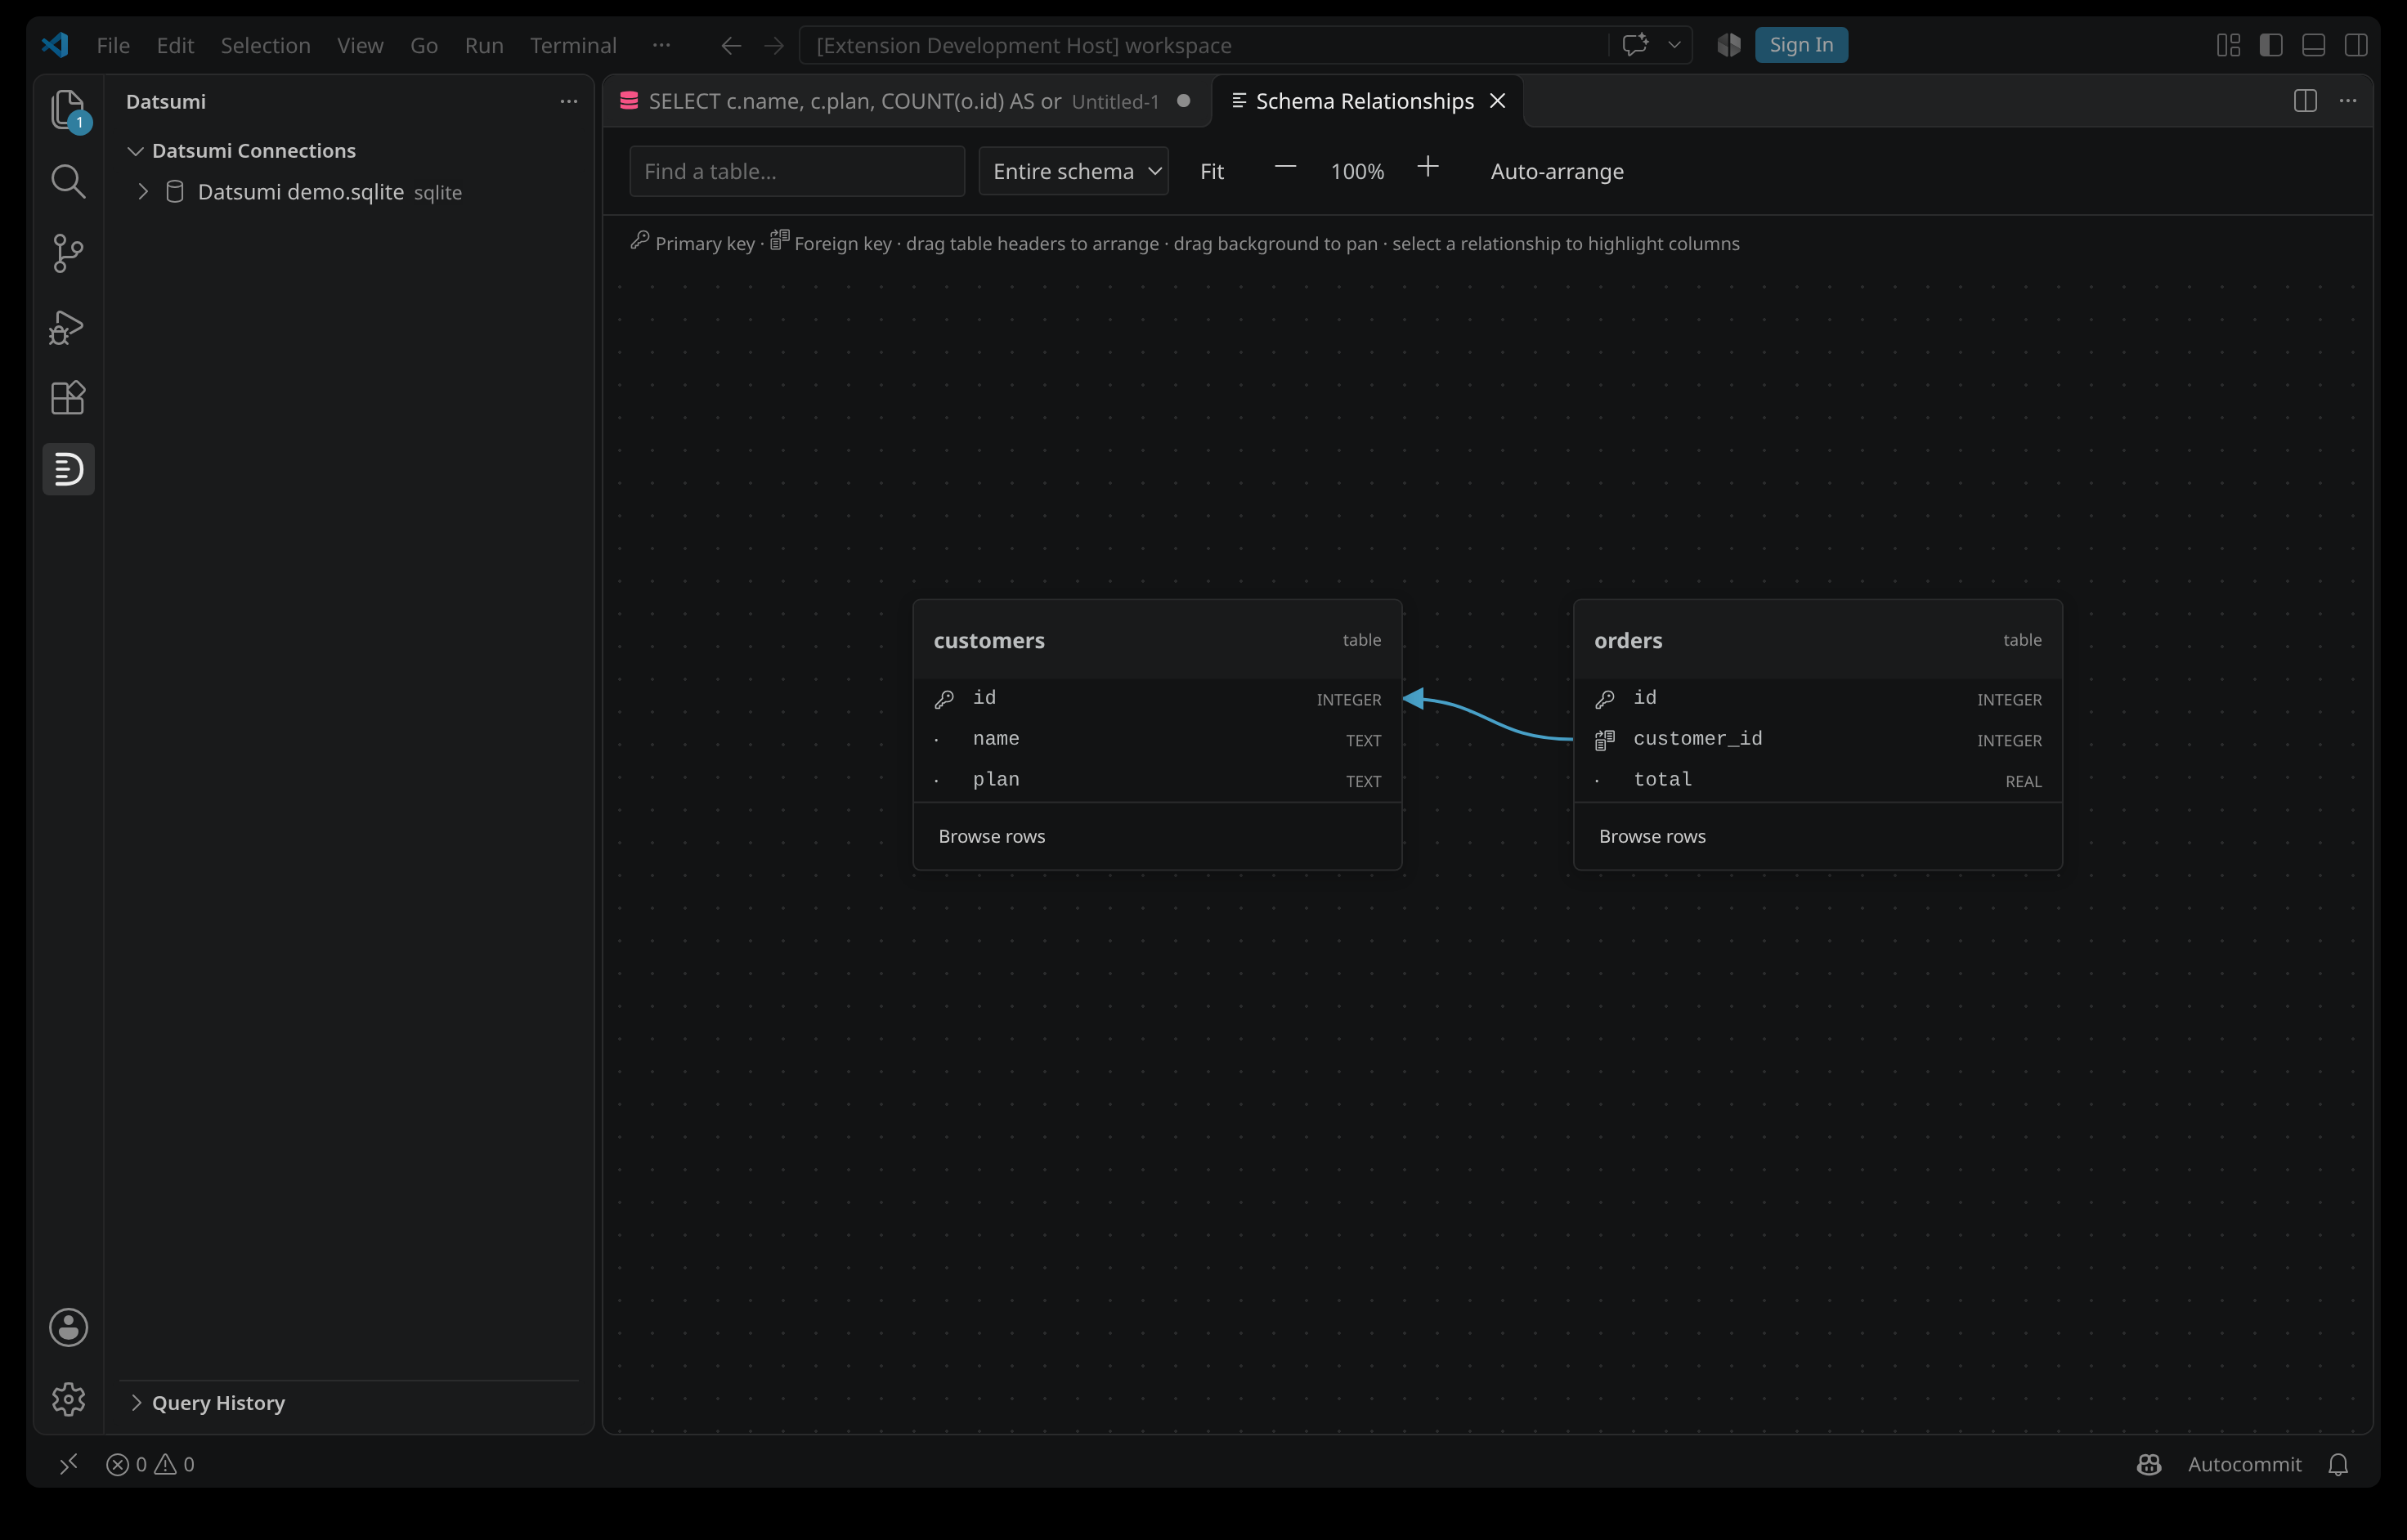 File Edit Selection View Go Run Terminal ··· [Extension Development Host] workspace Sign In
1
Datsumi
Datsumi Connections
Datsumi demo.sqlite sqlite
SELECT c.name, c.plan, COUNT(o.id) AS or Untitled-1
Schema Relationships
Find a table... Entire schema Fit — 100% + Auto-arrange
Primary key · Foreign key · drag table headers to arrange · drag background to pan · select a relationship to highlight columns
customers table
id INTEGER
name TEXT
plan TEXT
Browse rows
orders table
id INTEGER
customer_id INTEGER
total REAL
Browse rows
Query History
0 0 Autocommit